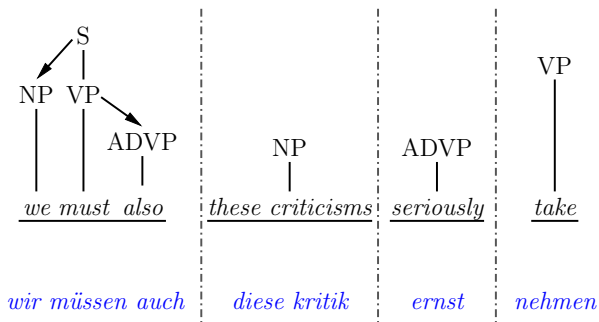 S
VP
NP VP
ADVP NP ADVP
we must also these criticisms seriously take
wir müssen auch diese kritik ernst nehmen